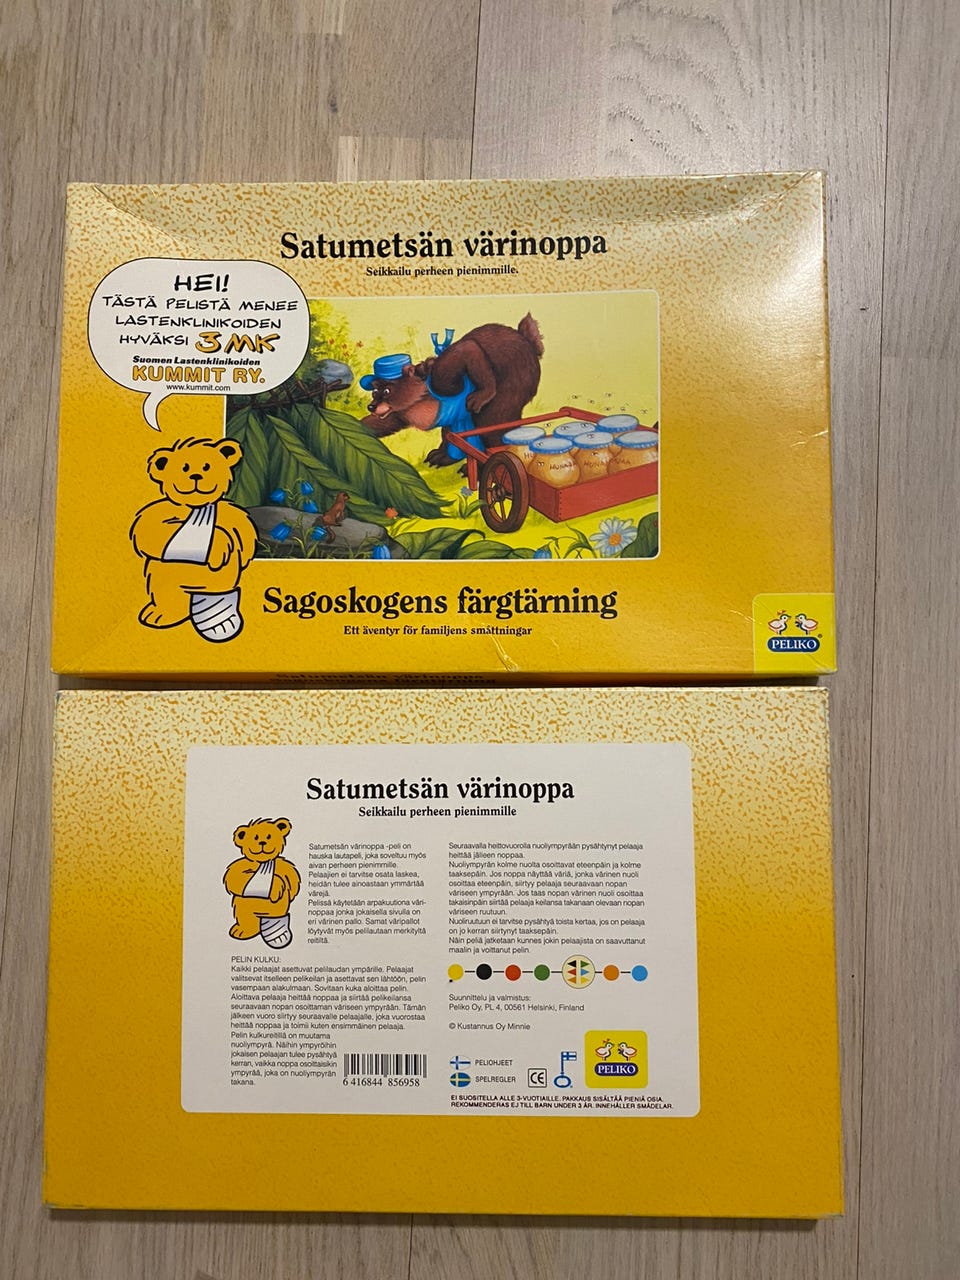 Satumetsän värinoppa
Seikkailu perheen pienimmille.
HEI!
TÄSTÄ PELISTÄ MENEE
LASTENKLINIKOIDEN
HYVÄKSI 3 MK
Suomen Lastenklinikoiden
KUMMIT RY.
www.kummit.com
HUNAJA
Sagoskogens färgtärning
Ett äventyr för familjens småttningar
PELIKO
Satumetsän värinoppa
Satumetsän värinoppa
Seikkailu perheen pienimmille
Satumetsän värinoppa -peli on
hauska lautapeli, joka soveltuu myös
aivan perheen pienimmille.
Pelaajien ei tarvitse osata laskea,
heidän tulee ainoastaan ymmärtää
värejä.
Pelissä käytetään arpakuutiona väri-
noppaa jonka jokaisella sivulla on
eri värinen pallo. Samat väripallot
löytyvät myös pelilautaan merkityltä
reitiltä.
PELIN KULKU:
Kaikki pelaajat asettuvat pelilaudan ympärille. Pelaajat
valitsevat itselleen pelikeilan ja asettavat sen lähtöön, pelin
vasempaan alakulmaan. Sovitaan kuka aloittaa pelin.
Aloittava pelaaja heittää noppaa ja siirtää pelikeilansa
seuraavaan nopan osoittaman väriseen ympyrään. Tämän
jälkeen vuoro siirtyy seuraavalle pelaajalle, joka vuorostaa
heittää noppaa ja toimii kuten ensimmäinen pelaaja.
Pelin kulkureitillä on muutama
nuoliympyrä. Näihin ympyröihin
jokaisen pelaajan tulee pysähtyä
kerran, vaikka noppa osoittaisikin
ympyrää, joka on nuoliympyrän
takana.
6 416844 856958
Seuraavalla heittovuorolla nuoliympyrään pysähtynyt pelaaja
heittää jälleen noppaa.
Nuoliympyrän kolme nuolta osoittavat eteenpäin ja kolme
taaksepäin. Jos noppa näyttää väriä, jonka värinen nuoli
osoittaa eteenpäin, siirtyy pelaaja seuraavaan nopan
väriseen ympyrään. Jos taas nopan värinen nuoli osoittaa
takaisinpäin siirtää pelaaja keilansa takanaan olevaan nopan
väriseen ruutuun.
Nuoliruutuun ei tarvitse pysähtyä toista kertaa, jos on pelaaja
on jo kerran siirtynyt taaksepäin.
Näin peliä jatketaan kunnes jokin pelaajista on saavuttanut
maalin ja voittanut pelin.
Suunnittelu ja valmistus:
Peliko Oy, PL 4, 00561 Helsinki, Finland
© Kustannus Oy Minnie
PELIOHJEET
SPELREGLER
CE
PELIKO
EI SUOSITELLA ALLE 3-VUOTIAILLE. PAKKAUS SISÄLTÄÄ PIENIÄ OSIA.
REKOMMENDERAS EJ TILL BARN UNDER 3 ÅR. INNEHÅLLER SMÅDELAR.